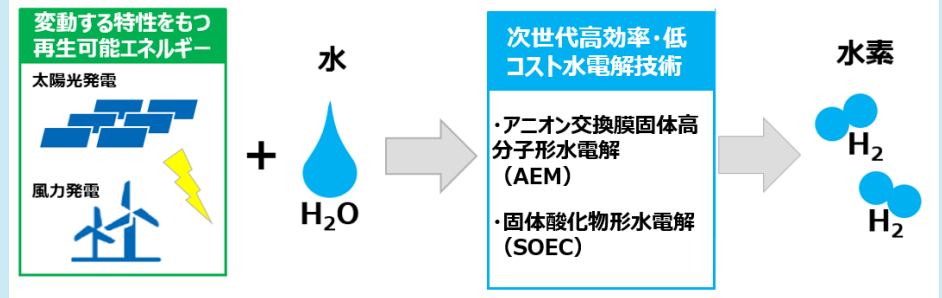 変動する特性をもつ
再生可能エネルギー
太陽光発電
風力発電
+
水
H₂O
次世代高効率・低
コスト水電解技術
・アニオン交換膜固体高
分子形水電解
（AEM）
・固体酸化物形水電解
（SOEC）
水素
H₂
H₂